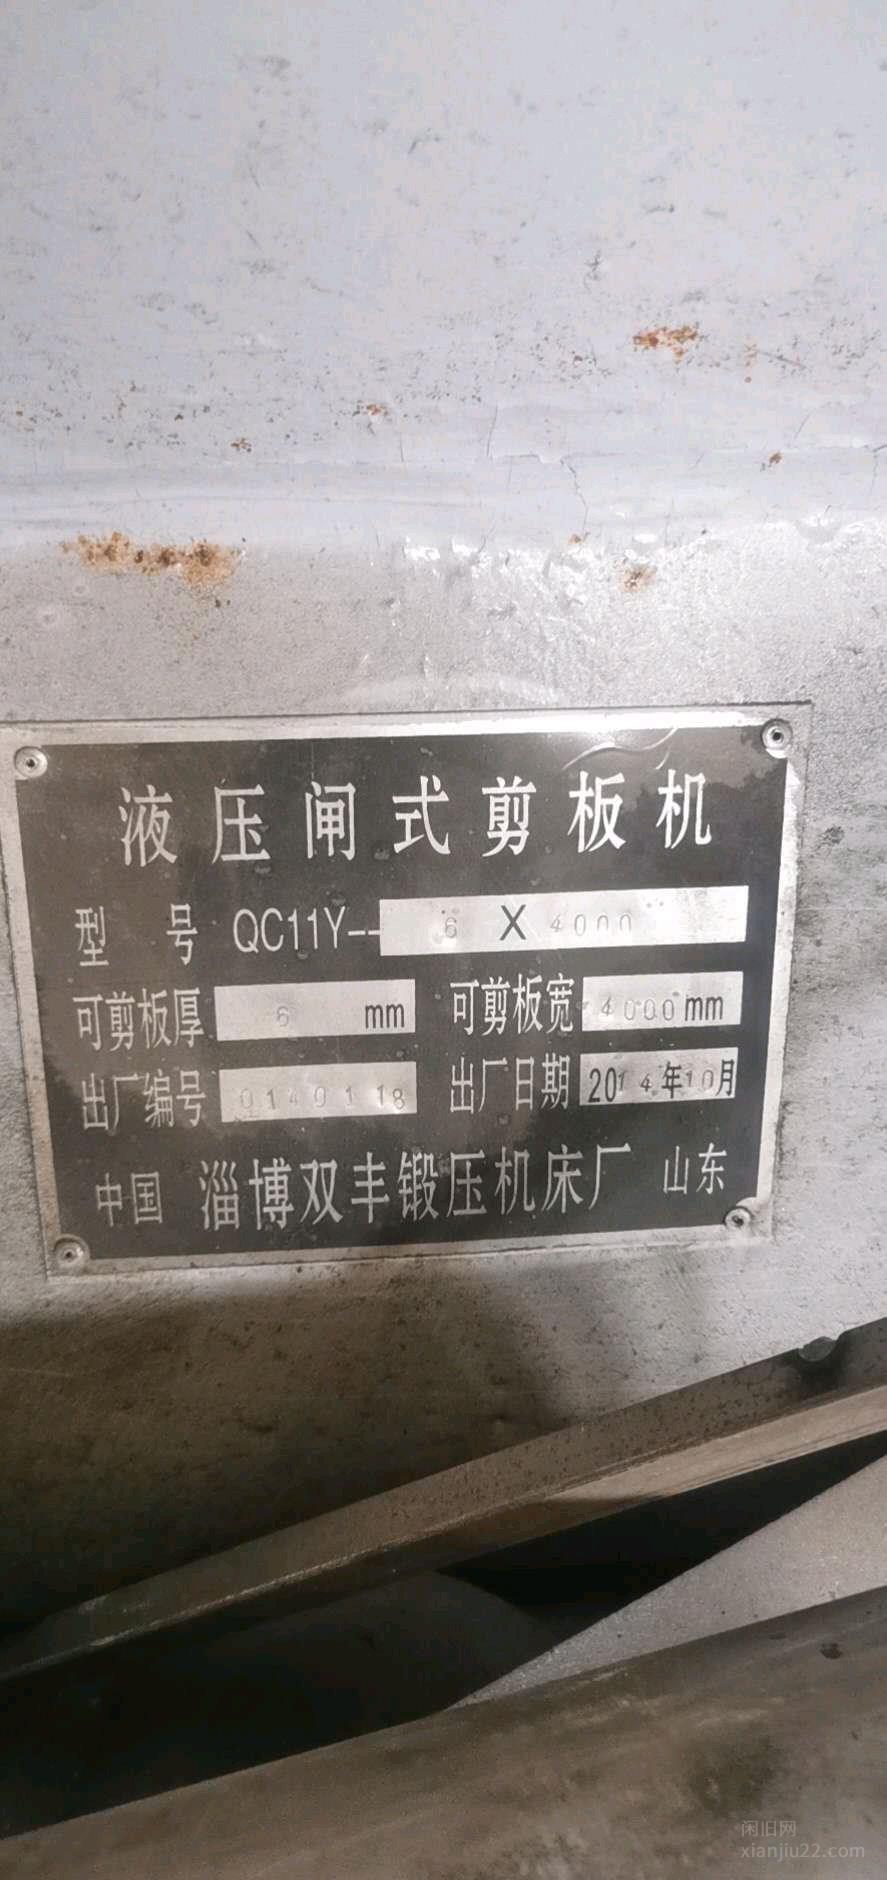 液压闸式剪板机
型 号 QC11Y--6 X 4000
可剪板厚 6 mm 可剪板宽 4000mm
出厂编号 0140118 出厂日期 2014年10月
中国 淄博双丰锻压机床厂 山东
闲旧网
xianjiu22.com